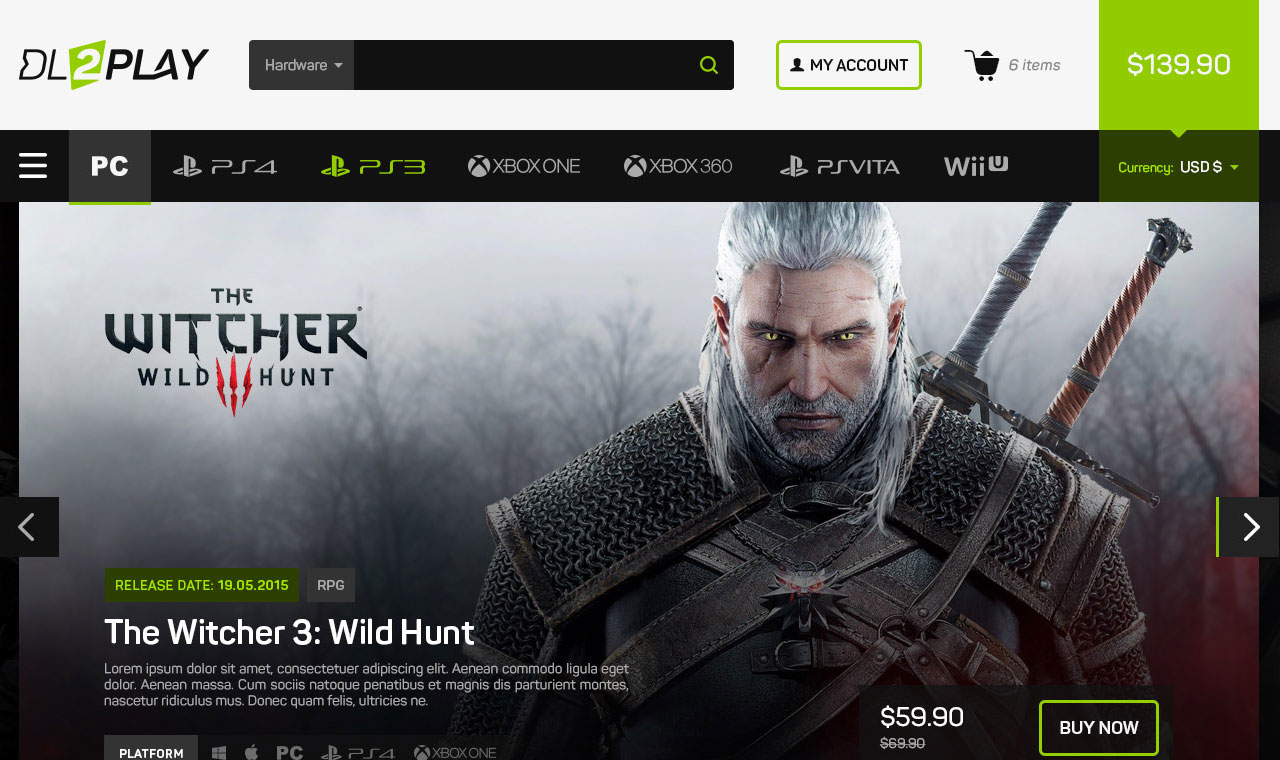 DL2PLAY
Hardware
MY ACCOUNT
6 items
$139.90
PC
PS4
PS3
XBOX ONE
XBOX 360
PSVITA
Wii U
Currency: USD $
THE
WITCHER®
WILD HUNT
RELEASE DATE: 19.05.2015
RPG
The Witcher 3: Wild Hunt
Lorem ipsum dolor sit amet, consectetuer adipiscing elit. Aenean commodo ligula eget
dolor. Aenean massa. Cum sociis natoque penatibus et magnis dis parturient montes,
nascetur ridiculus mus. Donec quam felis, ultricies ne.
$59.90
$69.90
BUY NOW
PLATFORM
PC
PS4
XBOX ONE